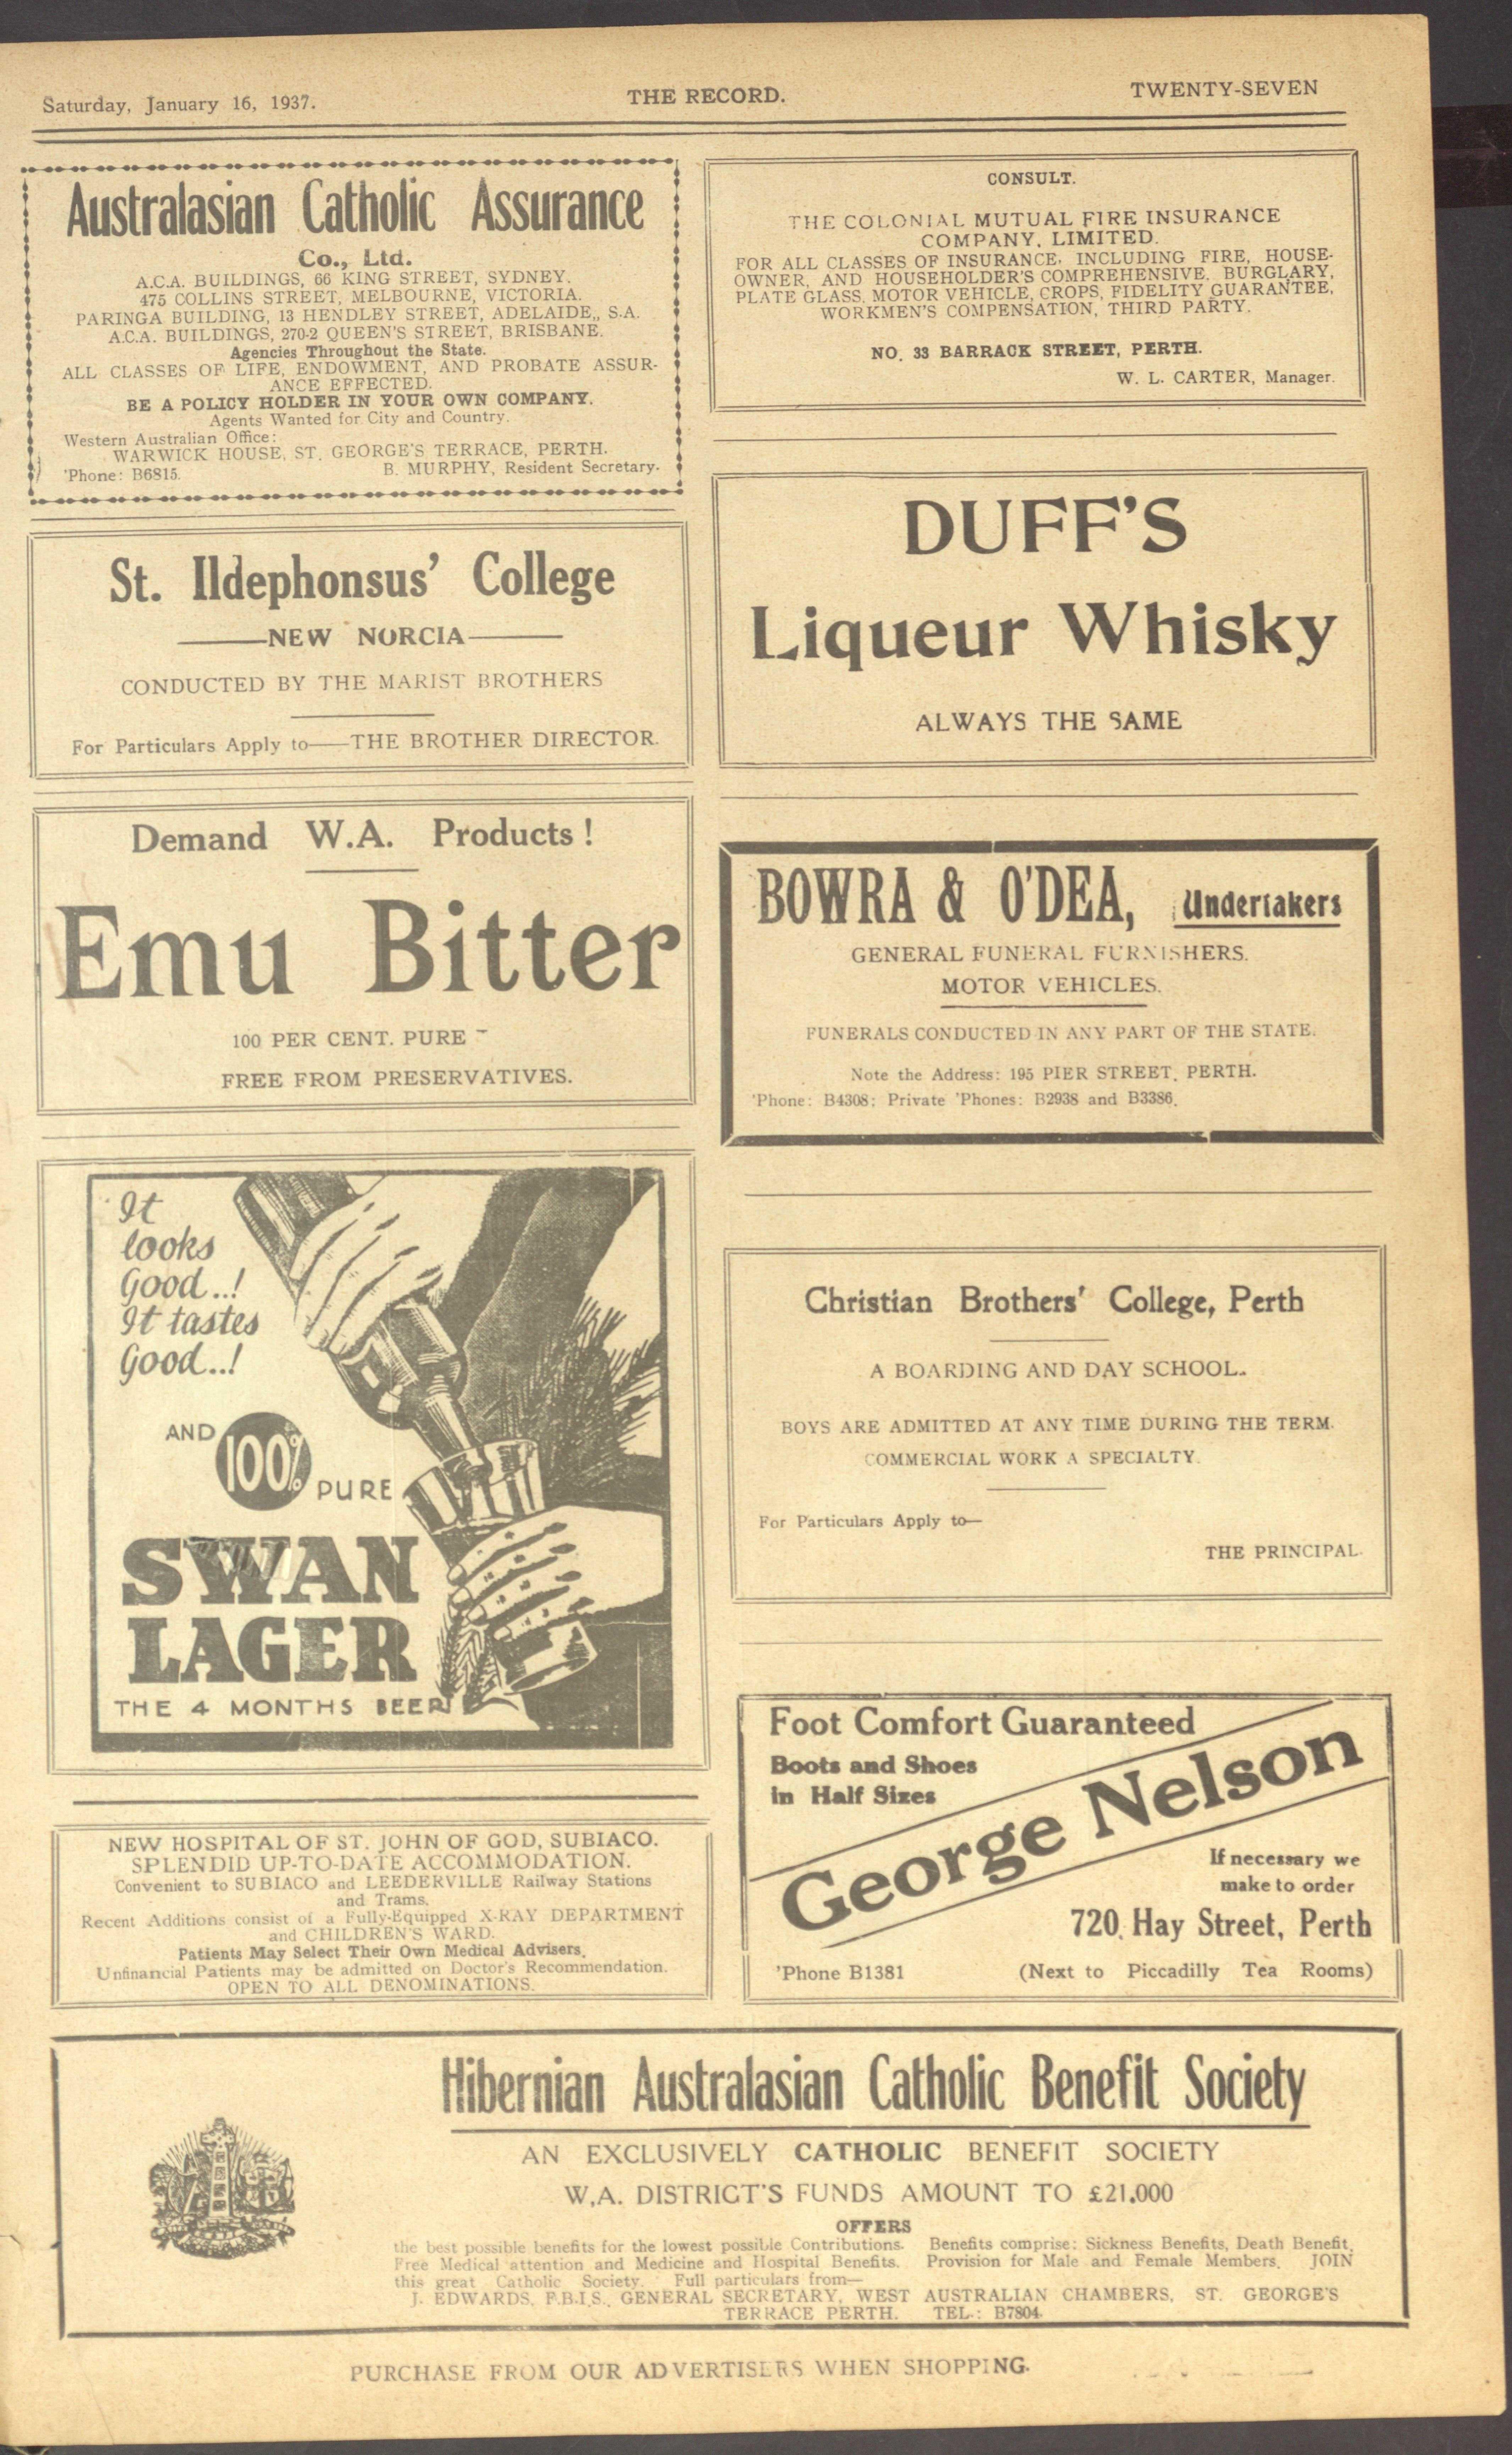 Saturday, January 16, 1937.
THE RECORD.
TWENTY-SEVEN
Australasian Catholic Assurance
Co., Ltd.
A.C.A. BUILDINGS, 66 KING STREET, SYDNEY.
475 COLLINS STREET, MELBOURNE, VICTORIA.
PARINGA BUILDING, 13 HENDLEY STREET, ADELAIDE,, S.A.
A.C.A. BUILDINGS, 270-2 QUEEN'S STREET, BRISBANE.
Agencies Throughout the State.
ALL CLASSES OF LIFE, ENDOWMENT, AND PROBATE ASSUR-
ANCE EFFECTED.
BE A POLICY HOLDER IN YOUR OWN COMPANY.
Agents Wanted for City and Country.
Western Australian Office:
WARWICK HOUSE, ST. GEORGE'S TERRACE, PERTH.
'Phone: B6815.
B. MURPHY, Resident Secretary.
St. Ildephonsus' College
NEW NORCIA
CONDUCTED BY THE MARIST BROTHERS
For Particulars Apply to——THE BROTHER DIRECTOR.
Demand W.A. Products!
Emu Bitter
100 PER CENT. PURE
FREE FROM PRESERVATIVES.
It
looks
Good..!
It tastes
Good..!
AND 100% PURE
SWAN
LAGER
THE 4 MONTHS BEER
NEW HOSPITAL OF ST. JOHN OF GOD, SUBIACO.
SPLENDID UP-TO-DATE ACCOMMODATION.
Convenient to SUBIACO and LEEDERVILLE Railway Stations
and Trams.
Recent Additions consist of a Fully-Equipped X-RAY DEPARTMENT
and CHILDREN'S WARD.
Patients May Select Their Own Medical Advisers.
Unfinancial Patients may be admitted on Doctor's Recommendation.
OPEN TO ALL DENOMINATIONS.
CONSULT.
THE COLONIAL MUTUAL FIRE INSURANCE
COMPANY, LIMITED.
FOR ALL CLASSES OF INSURANCE, INCLUDING FIRE, HOUSE-
OWNER, AND HOUSEHOLDER'S COMPREHENSIVE, BURGLARY,
PLATE GLASS, MOTOR VEHICLE, CROPS, FIDELITY GUARANTEE,
WORKMEN'S COMPENSATION, THIRD PARTY.
NO. 33 BARRACK STREET, PERTH.
W. L. CARTER, Manager.
DUFF'S
Liqueur Whisky
ALWAYS THE SAME
BOWRA & O'DEA, Undertakers
GENERAL FUNERAL FURNISHERS.
MOTOR VEHICLES.
FUNERALS CONDUCTED IN ANY PART OF THE STATE.
Note the Address: 195 PIER STREET, PERTH.
'Phone: B4308; Private 'Phones: B2938 and B3386.
Christian Brothers' College, Perth
A BOARDING AND DAY SCHOOL.
BOYS ARE ADMITTED AT ANY TIME DURING THE TERM.
COMMERCIAL WORK A SPECIALTY.
For Particulars Apply to—
THE PRINCIPAL.
Foot Comfort Guaranteed
Boots and Shoes
in Half Sizes
George Nelson
If necessary we
make to order
720, Hay Street, Perth
'Phone B1381
(Next to Piccadilly Tea Rooms)
Hibernian Australasian Catholic Benefit Society
AN EXCLUSIVELY CATHOLIC BENEFIT SOCIETY
W.A. DISTRICT'S FUNDS AMOUNT TO £21.000
OFFERS
the best possible benefits for the lowest possible Contributions. Benefits comprise: Sickness Benefits, Death Benefit,
Free Medical attention and Medicine and Hospital Benefits. Provision for Male and Female Members. JOIN
this great Catholic Society. Full particulars from—
J. EDWARDS, F.B.I.S., GENERAL SECRETARY, WEST AUSTRALIAN CHAMBERS, ST. GEORGE'S
TERRACE PERTH. TEL.: B7804.
PURCHASE FROM OUR ADVERTISERS WHEN SHOPPING.